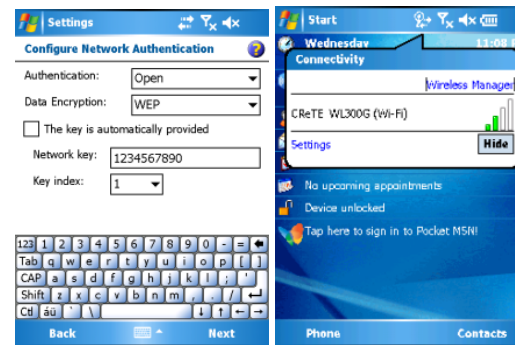 Settings
Configure Network Authentication
Authentication: Open
Data Encryption: WEP
The key is automatically provided
Network key: 1234567890
Key index: 1
123 1 2 3 4 5 6 7 8 9 0 - =
Tab q w e r t y u i o p [ ]
CAP a s d f g h j k l ; '
Shift z x c v b n m , . /
Ctl áü ` \
Back Next
Start
Wednesday 11:08
Connectivity
Wireless Manager
CReTE WL300G (Wi-Fi)
Settings Hide
No upcoming appointments
Device unlocked
Tap here to sign in to Pocket MSN!
Phone Contacts